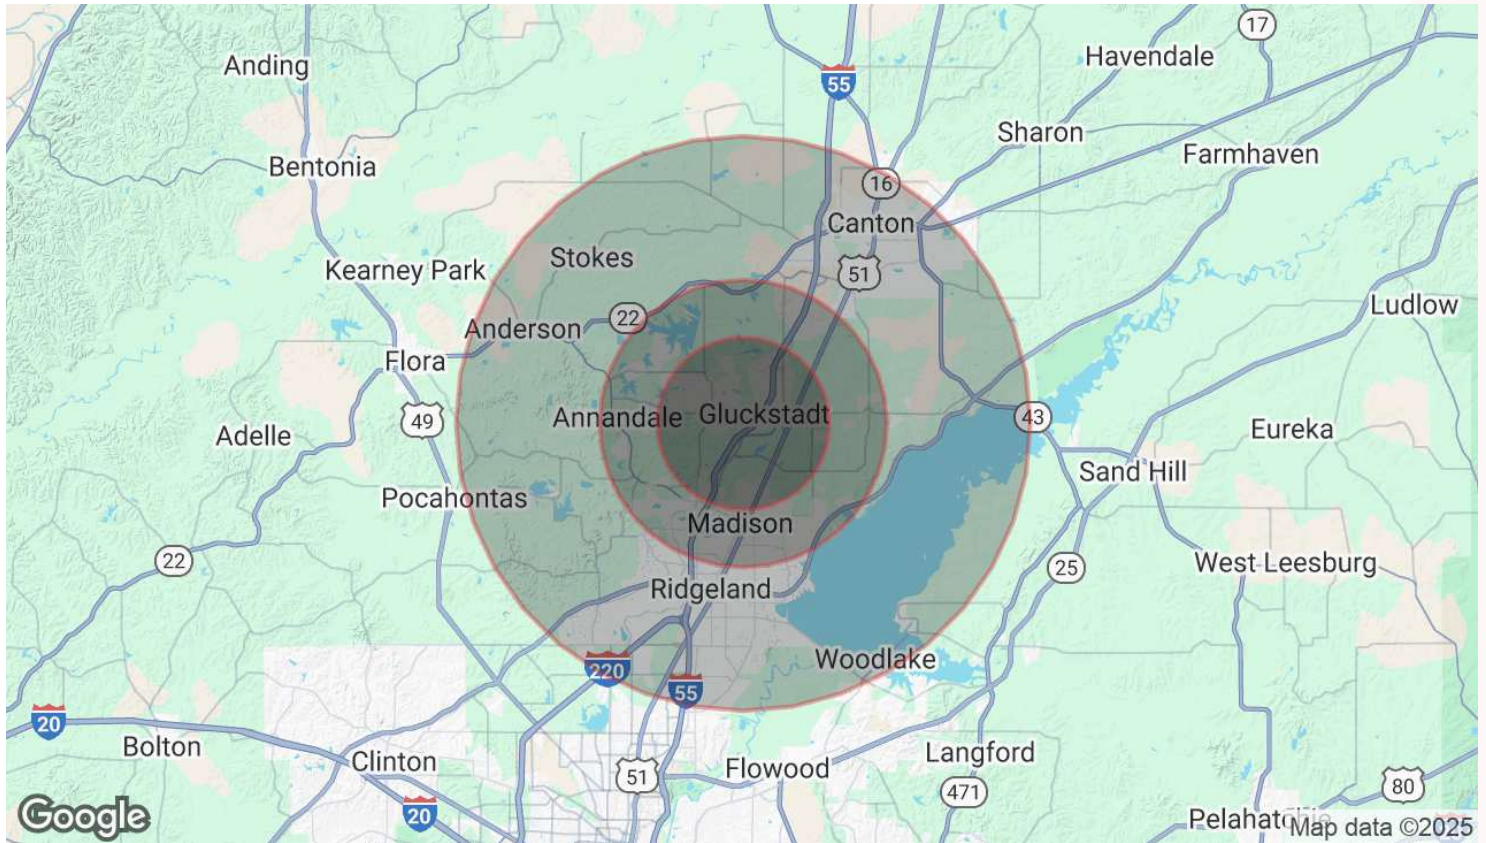 17
Havendale
Anding
55
Sharon
Farmhaven
Bentonia
16
Canton
Stokes
Kearney Park
51
Ludlow
22
Anderson
Flora
Annandale
Gluckstadt
49
43
Adelle
Eureka
Sand Hill
Pocahontas
Madison
22
25
West Leesburg
Ridgeland
Woodlake
220
55
20
Bolton
Langford
Clinton
Flowood
51
80
471
20
Google
Map data ©2025